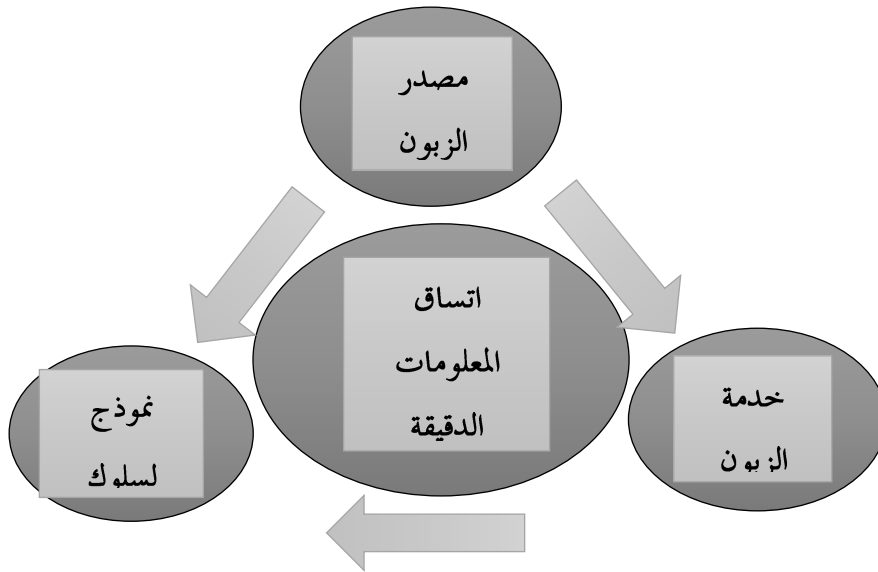 مصدر
الزبون
اتساق
المعلومات
الدقيقة
خدمة
الزبون
نموذج
لسلوك